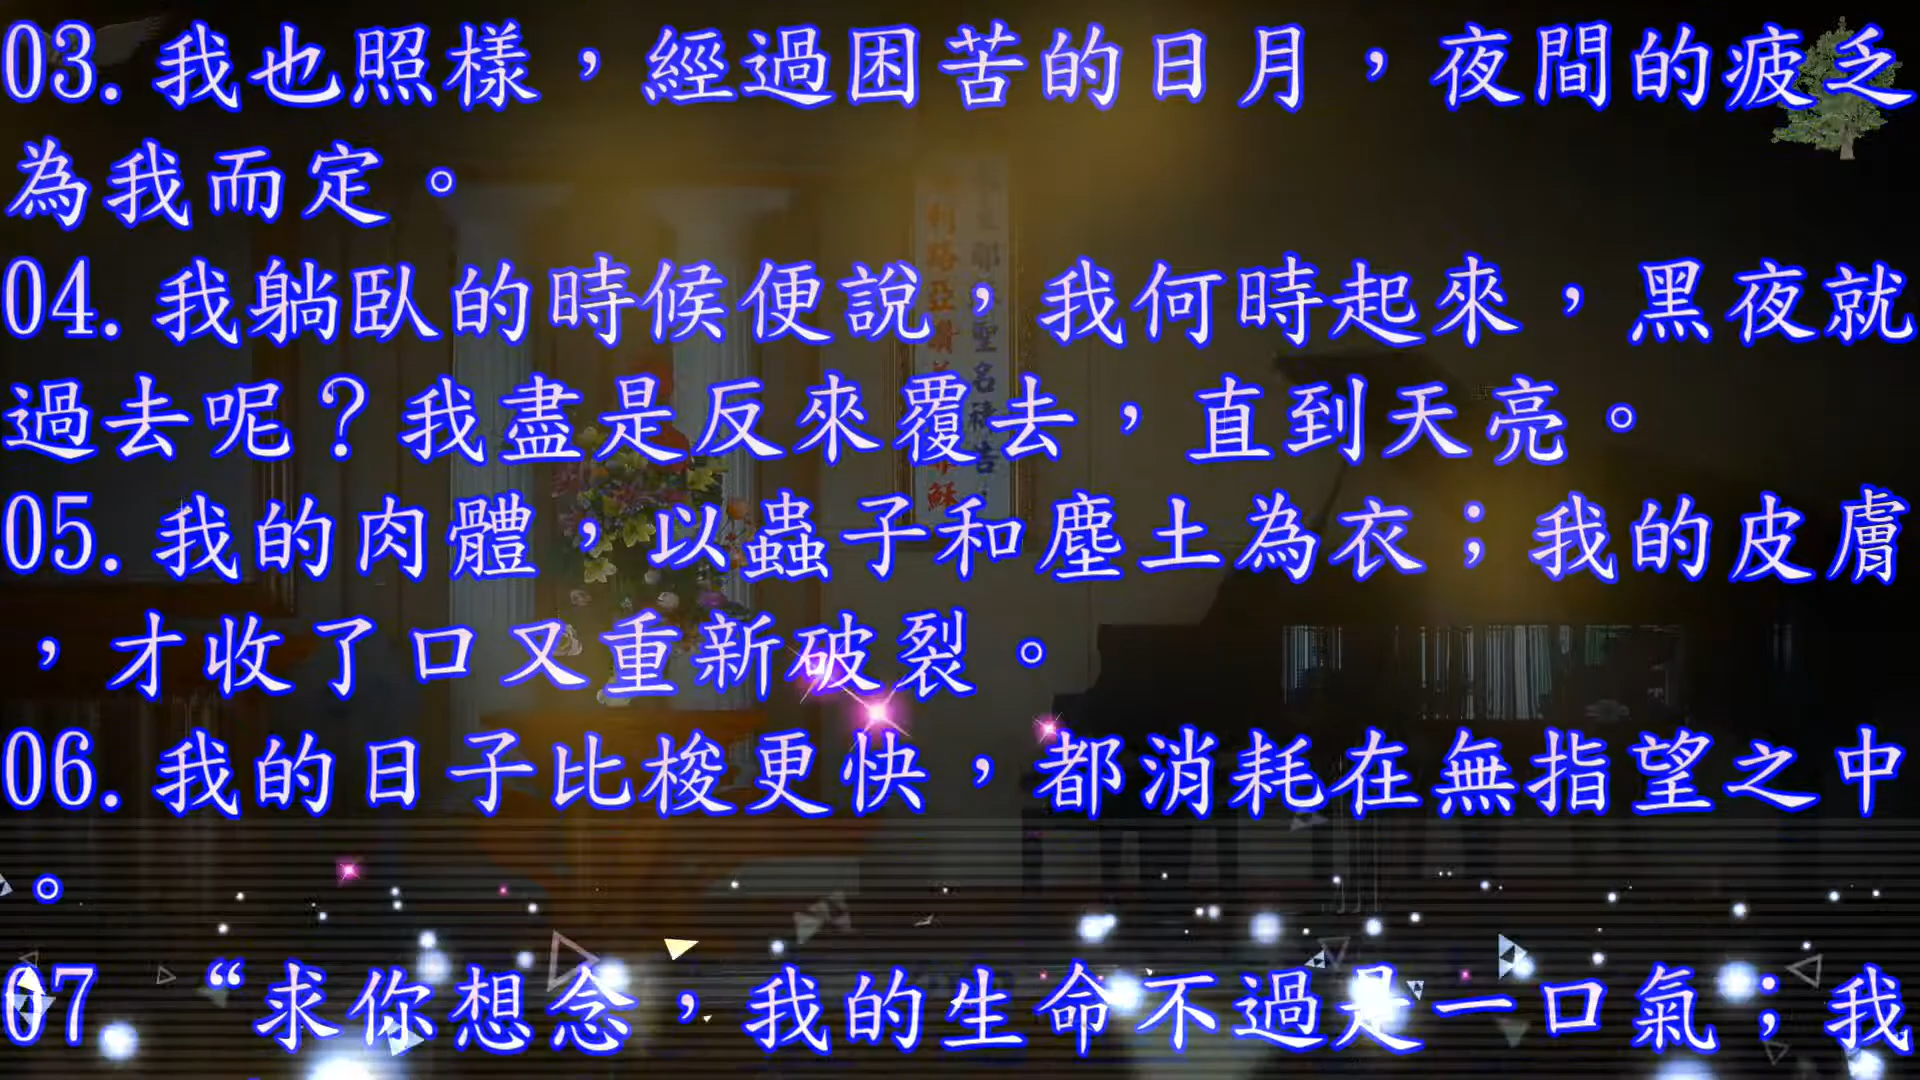 03.我也照樣，經過困苦的日月，夜間的疲乏
為我而定。
04.我躺臥的時候便說，我何時起來，黑夜就
過去呢？我盡是反來覆去，直到天亮。
05.我的肉體，以蟲子和塵土為衣；我的皮膚
，才收了口又重新破裂。
06.我的日子比梭更快，都消耗在無指望之中
。
07.“求你想念，我的生命不過是一口氣；我